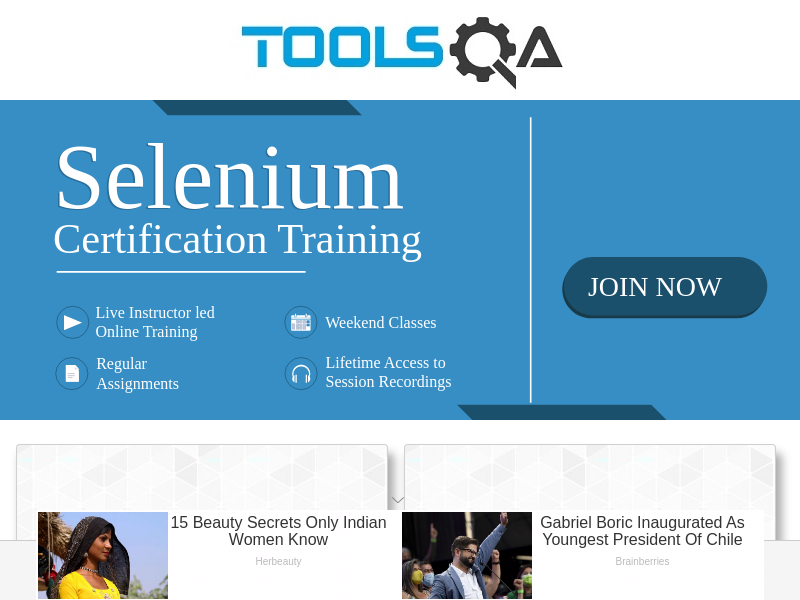 TOOLSQA
Selenium
Certification Training
JOIN NOW
Live Instructor led
Online Training
Weekend Classes
Regular
Assignments
Lifetime Access to
Session Recordings
15 Beauty Secrets Only Indian
Women Know
Herbeauty
Gabriel Boric Inaugurated As
Youngest President Of Chile
Brainberries